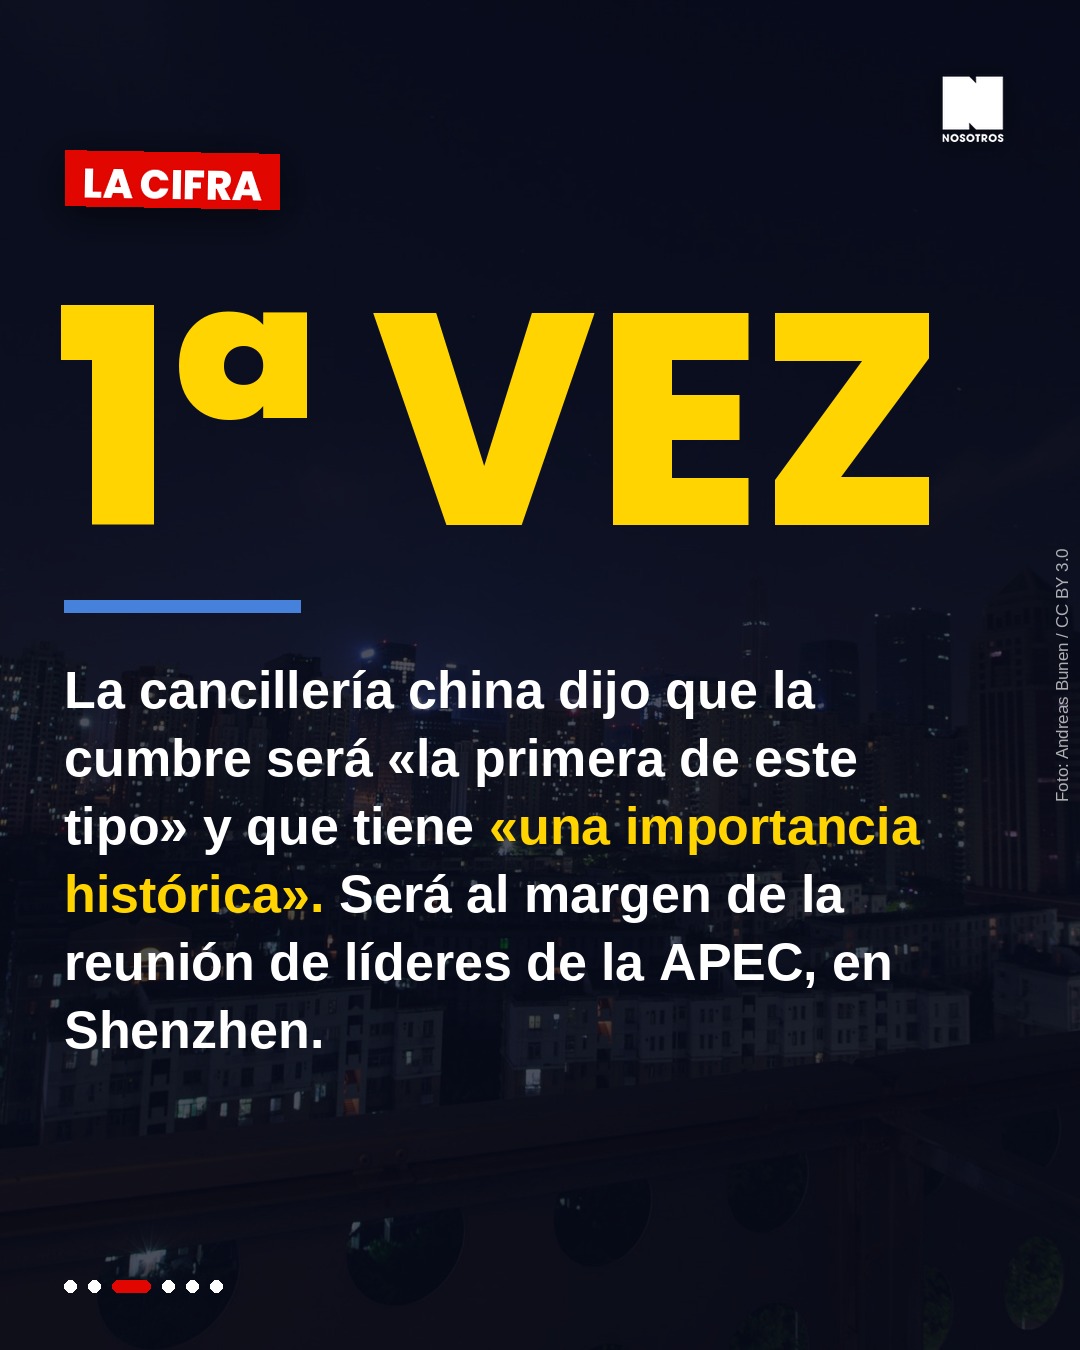 NOSOTROS
LA CIFRA
1ª VEZ
La cancillería china dijo que la
cumbre será «la primera de este
tipo» y que tiene «una importancia
histórica». Será al margen de la
reunión de líderes de la APEC, en
Shenzhen.
Foto: Andreas Bunen / CC BY 3.0